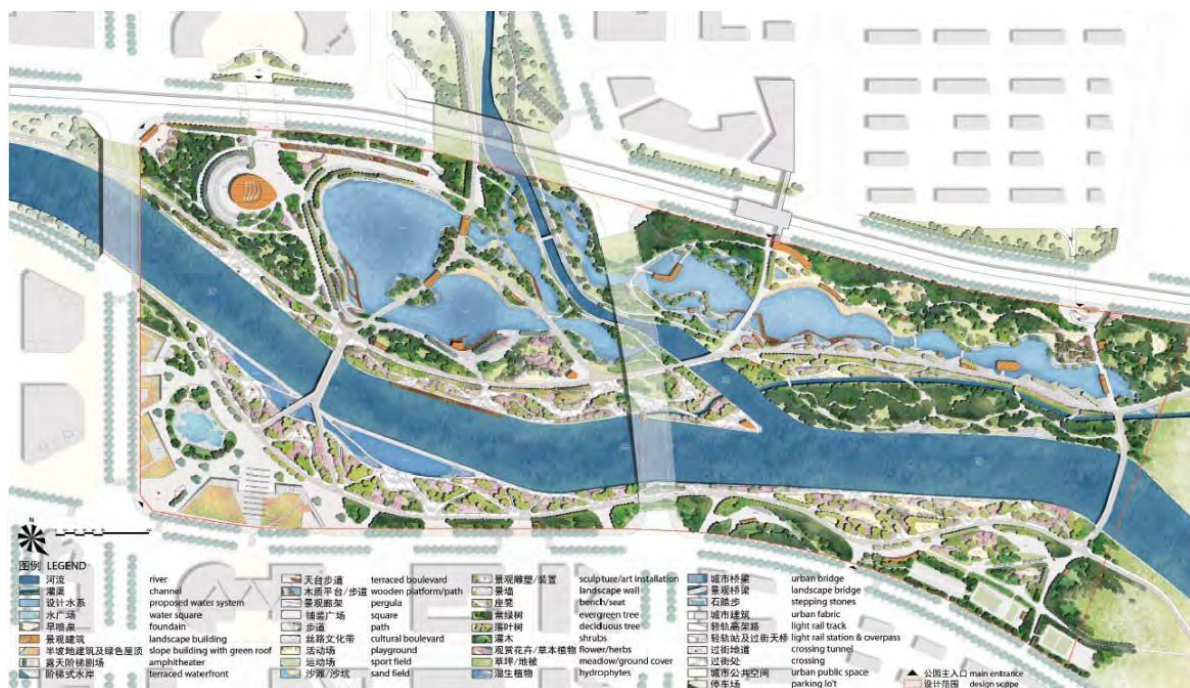 N
图例 LEGEND
河流 river
灌渠 channel
设计水系 proposed water system
水广场 water square
旱喷泉 foundain
景观建筑 landscape building
半坡地建筑及绿色屋顶 slope building with green roof
露天阶梯剧场 amphitheater
阶梯式水岸 terraced waterfront
天台步道 terraced boulevard
木质平台/步道 wooden platform/path
景观廊架 pergula
铺装广场 square
步道 path
丝路文化带 cultural boulevard
活动场 playground
运动场 sport field
沙滩/沙坑 sand field
景观雕塑/装置 sculpture/art installation
景墙 landscape wall
座凳 bench/seat
常绿树 evergreen tree
落叶树 deciduous tree
灌木 shrubs
观赏花卉/草本植物 flower/herbs
草坪/地被 meadow/ground cover
湿生植物 hydrophytes
城市桥梁 urban bridge
景观桥梁 landscape bridge
石踏步 stepping stones
城市建筑 urban fabric
轻轨高架路 light rail track
轻轨站及过街天桥 light rail station & overpass
过街地道 crossing tunnel
过街处 crossing
城市公共空间 urban public space
停车场 parking lo't
公园主入口 main entrance
设计范围 design scope